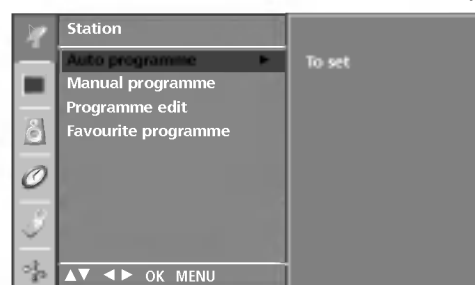 Station
Auto programme ►
To set
Manual programme
Programme edit
Favourite programme
▲▼ ◄► OK MENU